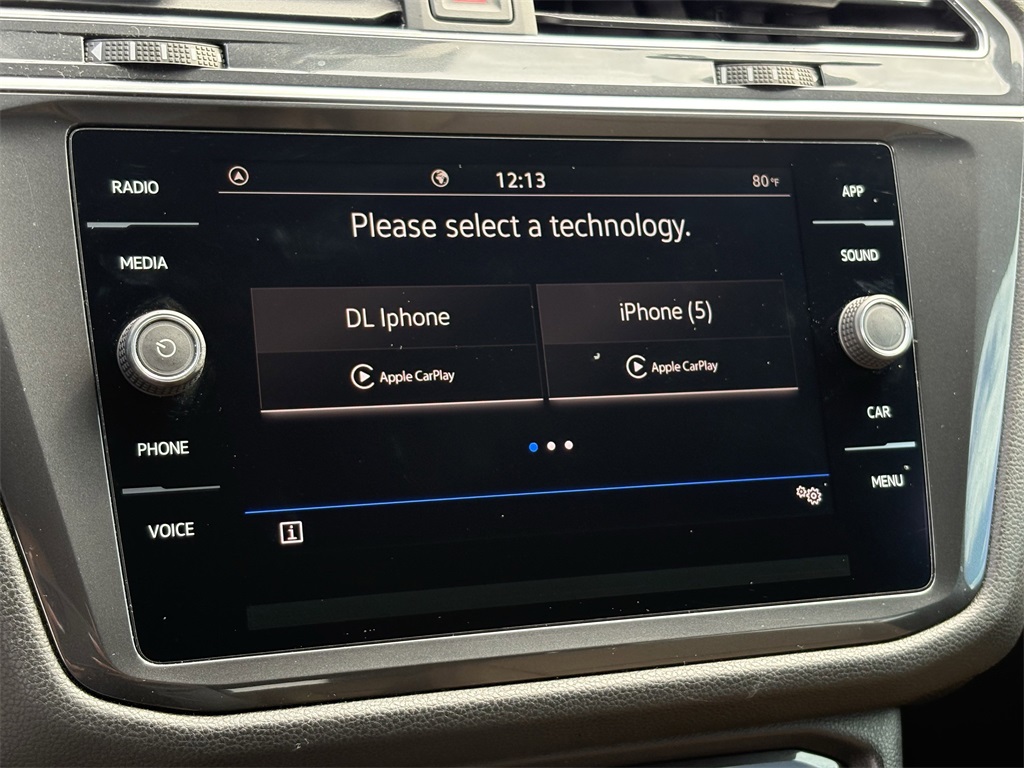 12:13
80°F
Please select a technology.
DL Iphone
iPhone (5)
Apple CarPlay
Apple CarPlay
i
RADIO
MEDIA
PHONE
VOICE
APP
SOUND
CAR
MENU